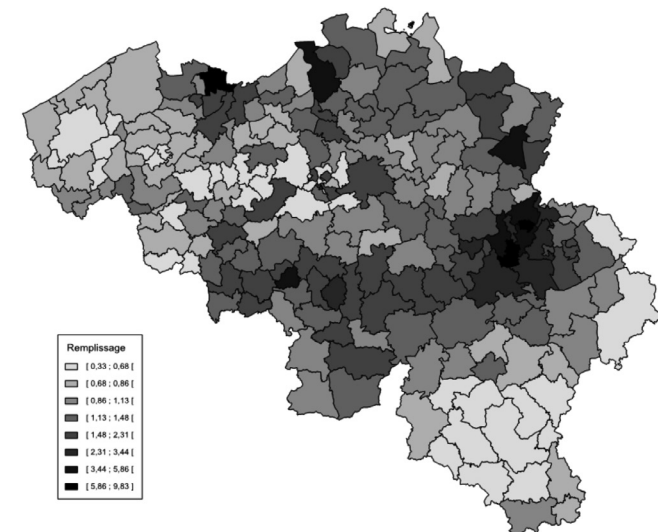 Remplissage
[ 0,33 ; 0,68 [
[ 0,68 ; 0,86 [
[ 0,86 ; 1,13 [
[ 1,13 ; 1,48 [
[ 1,48 ; 2,31 [
[ 2,31 ; 3,44 [
[ 3,44 ; 5,86 [
[ 5,86 ; 9,83 ]